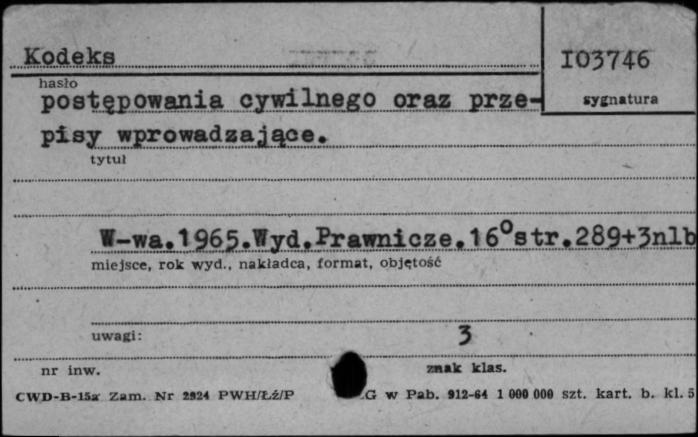 Kodeks
I03746
hasło
sygnatura
postępowania cywilnego oraz prze-
pisy wprowadzające.
tytuł
W-wa.1965.Wyd.Prawnicze.16°str.289+3nlb
miejsce, rok wyd., nakładca, format, objętość
uwagi:
3
nr inw.
znak klas.
CWD-B-15a Zam. Nr 2924 PWH/Łź/P G w Pab. 912-64 1 000 000 szt. kart. b. kl. 5